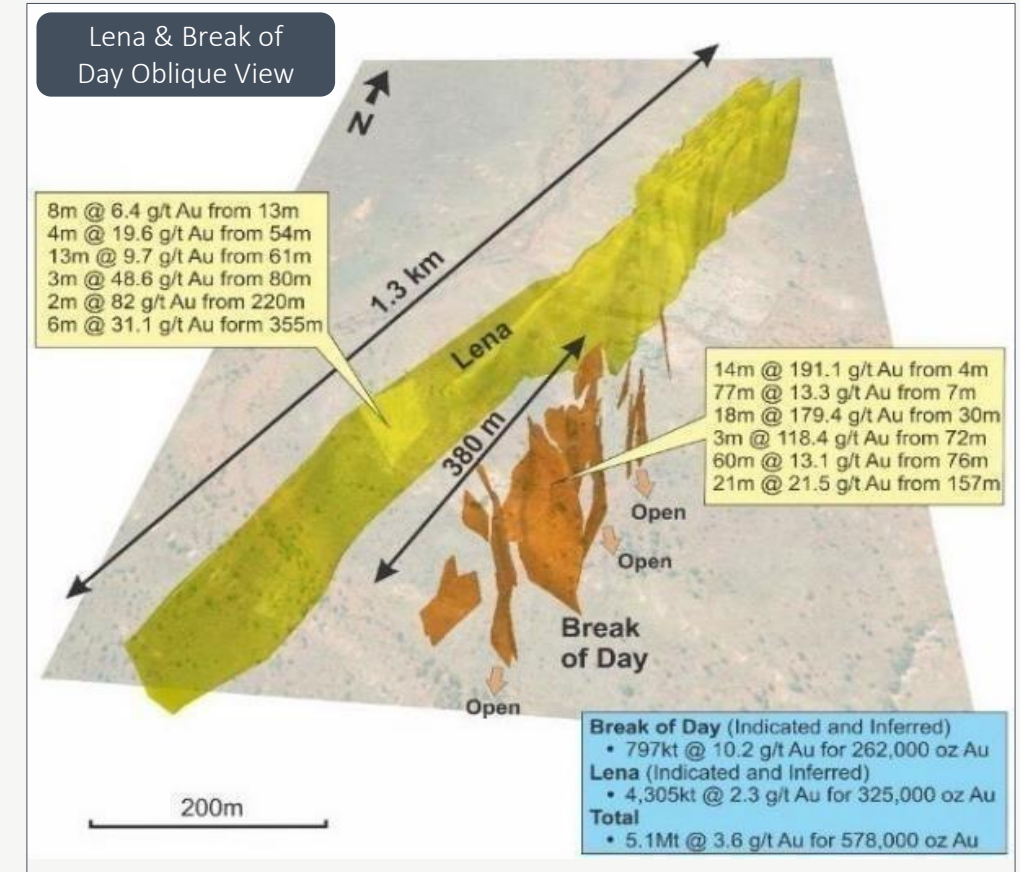 Lena & Break of
Day Oblique View
N
8m @ 6.4 g/t Au from 13m
4m @ 19.6 g/t Au from 54m
13m @ 9.7 g/t Au from 61m
3m @ 48.6 g/t Au from 80m
2m @ 82 g/t Au from 220m
6m @ 31.1 g/t Au form 355m
1.3 km
Lena
380 m
14m @ 191.1 g/t Au from 4m
77m @ 13.3 g/t Au from 7m
18m @ 179.4 g/t Au from 30m
3m @ 118.4 g/t Au from 72m
60m @ 13.1 g/t Au from 76m
21m @ 21.5 g/t Au from 157m
Open
Open
Break
of Day
Open
Break of Day (Indicated and Inferred)
• 797kt @ 10.2 g/t Au for 262,000 oz Au
Lena (Indicated and Inferred)
• 4,305kt @ 2.3 g/t Au for 325,000 oz Au
Total
• 5.1Mt @ 3.6 g/t Au for 578,000 oz Au
200m